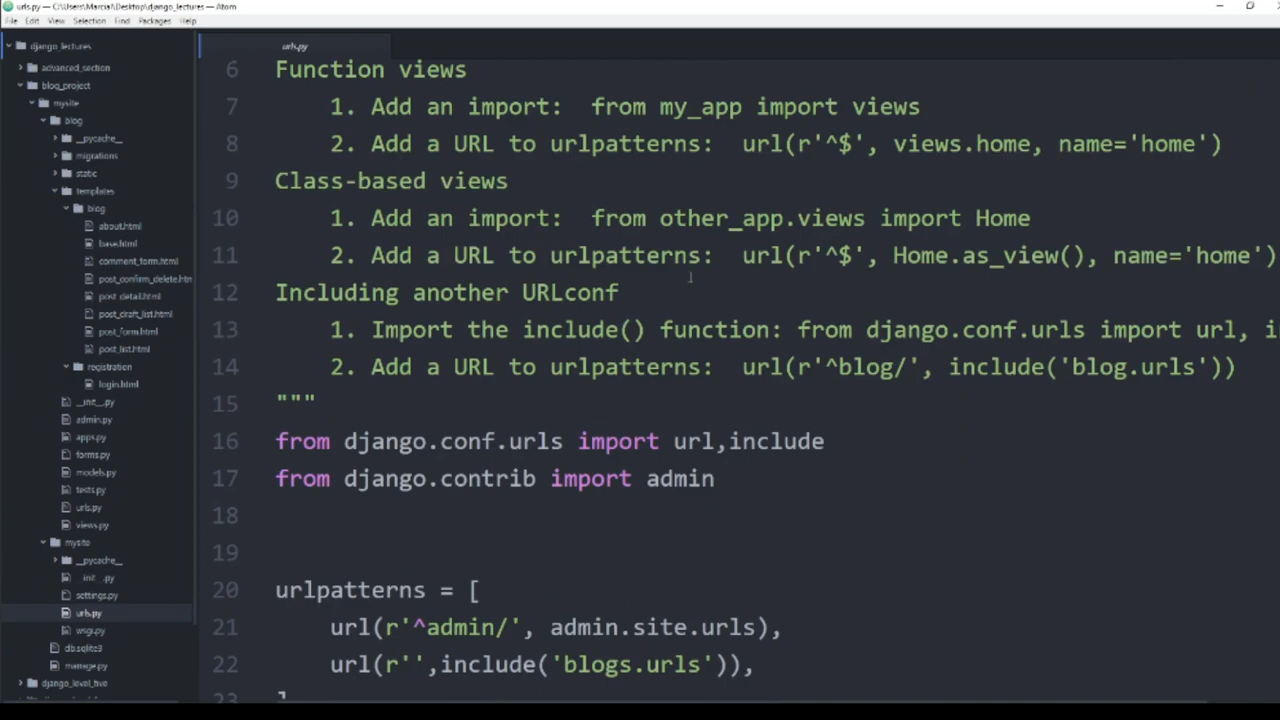 urls.py — C:\Users\Marcial\Desktop\django_lectures — Atom
File Edit View Selection Find Packages Help
django_lectures
advanced_section
blog_project
mysite
blog
__pycache__
migrations
static
templates
blog
about.html
base.html
comment_form.html
post_confirm_delete.htm
post_detail.html
post_draft_list.html
post_form.html
post_list.html
registration
login.html
__init__.py
admin.py
apps.py
forms.py
models.py
tests.py
urls.py
views.py
mysite
__pycache__
__init__.py
settings.py
urls.py
wsgi.py
db.sqlite3
manage.py
django_level_five
urls.py
6 Function views
7 1. Add an import:  from my_app import views
8 2. Add a URL to urlpatterns:  url(r'^$', views.home, name='home')
9 Class-based views
10 1. Add an import:  from other_app.views import Home
11 2. Add a URL to urlpatterns:  url(r'^$', Home.as_view(), name='home')
12 Including another URLconf
13 1. Import the include() function: from django.conf.urls import url, i
14 2. Add a URL to urlpatterns:  url(r'^blog/', include('blog.urls'))
15 """
16 from django.conf.urls import url,include
17 from django.contrib import admin
18
19
20 urlpatterns = [
21 url(r'^admin/', admin.site.urls),
22 url(r'',include('blogs.urls')),
23 ]